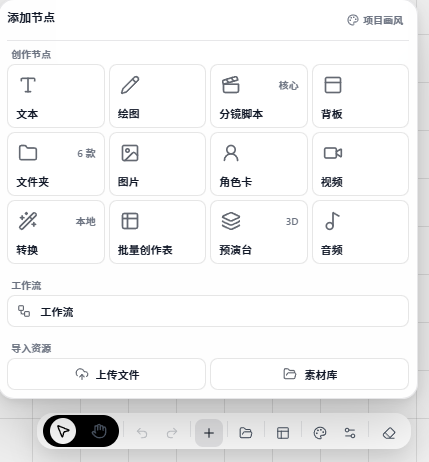 添加节点
项目画风
创作节点
文本
绘图
核心
分镜脚本
背板
6 款
文件夹
图片
角色卡
视频
本地
转换
批量创作表
3D
预演台
音频
工作流
工作流
导入资源
上传文件
素材库